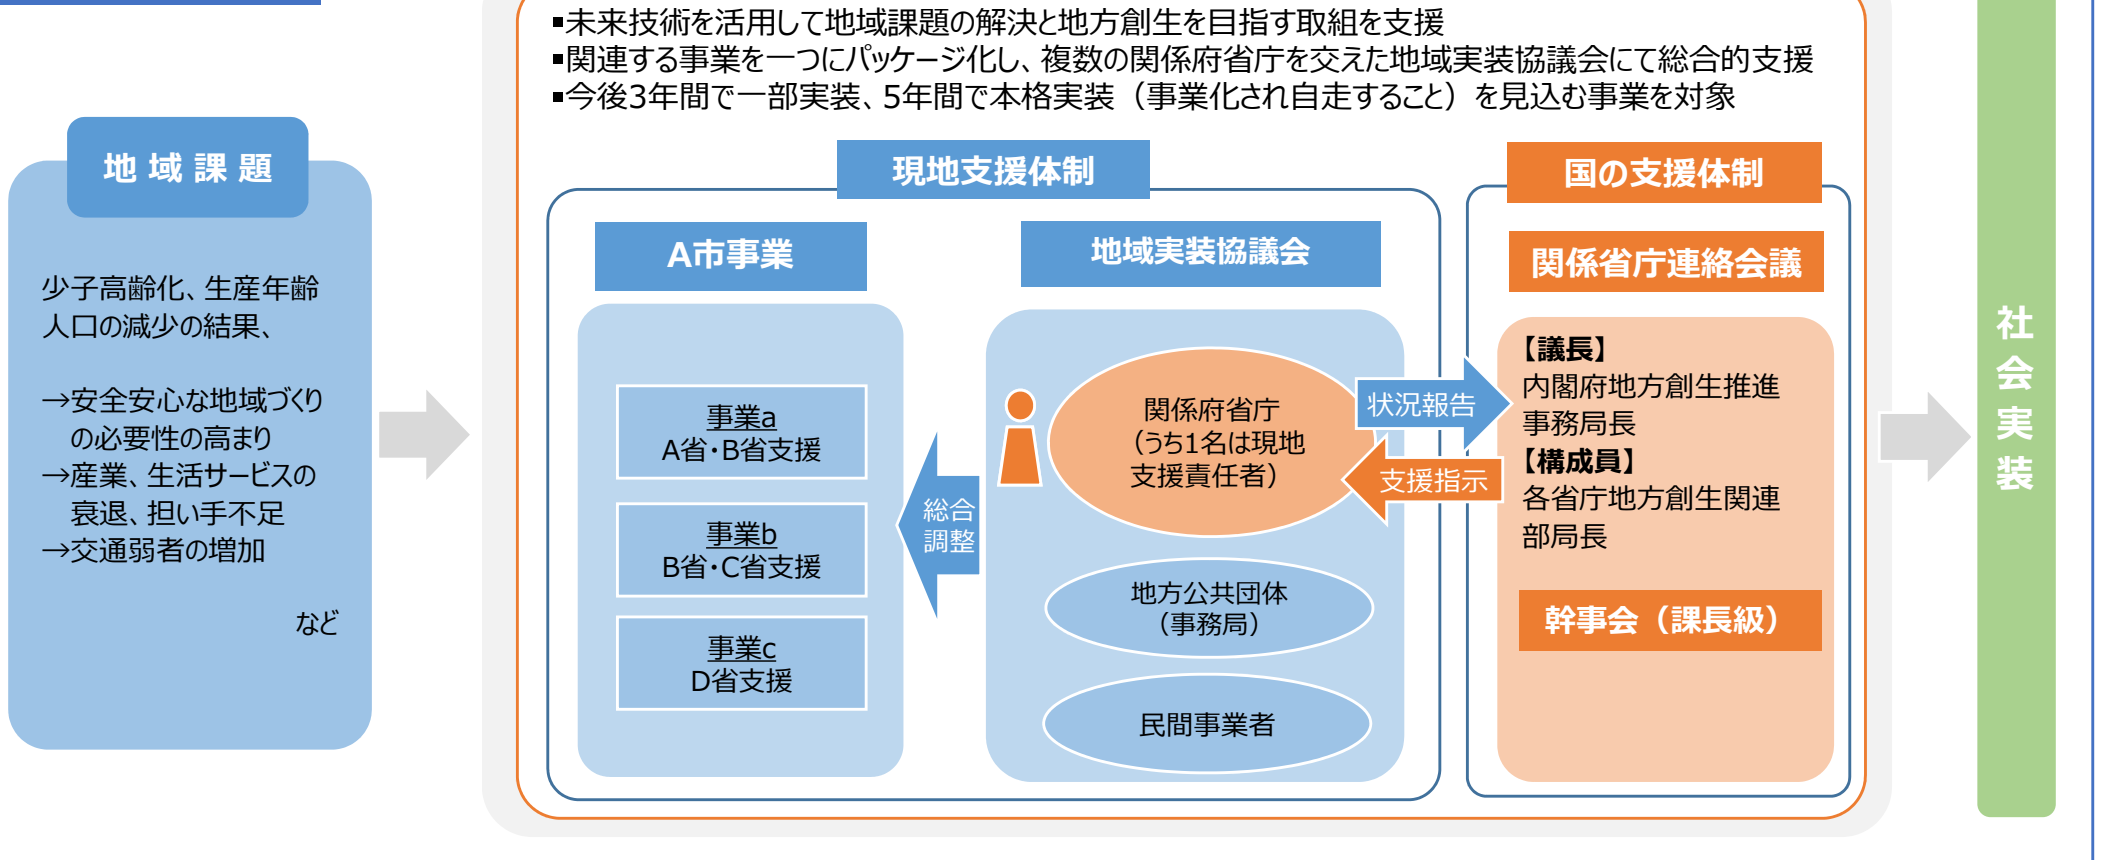 ▪未来技術を活用して地域課題の解決と地方創生を目指す取組を支援
▪関連する事業を一つにパッケージ化し、複数の関係府省庁を交えた地域実装協議会にて総合的支援
▪今後3年間で一部実装、5年間で本格実装（事業化され自走すること）を見込む事業を対象
地域課題
少子高齢化、生産年齢
人口の減少の結果、
→安全安心な地域づくり
の必要性の高まり
→産業、生活サービスの
衰退、担い手不足
→交通弱者の増加
など
現地支援体制
A市事業
事業a
A省・B省支援
事業b
B省・C省支援
事業c
D省支援
総合
調整
地域実装協議会
関係府省庁
（うち1名は現地
支援責任者）
地方公共団体
（事務局）
民間事業者
状況報告
支援指示
国の支援体制
関係省庁連絡会議
【議長】
内閣府地方創生推進
事務局長
【構成員】
各省庁地方創生関連
部局長
幹事会（課長級）
社会実装